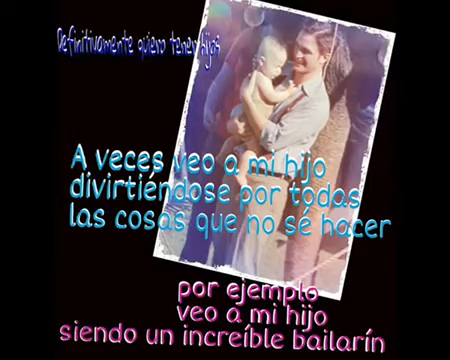 Definitivamente quiero tener hijos
A veces veo a mi hijo
divirtiéndose por todas
las cosas que no sé hacer
por ejemplo
veo a mi hijo
siendo un increíble bailarín